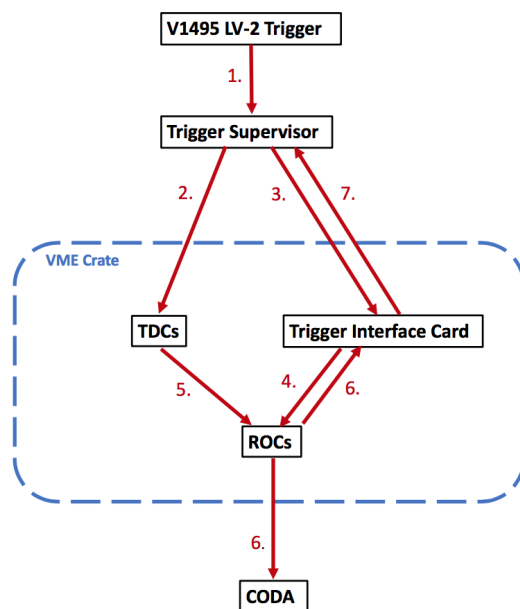 V1495 LV-2 Trigger
1.
Trigger Supervisor
2.
3.
7.
VME Crate
TDCs
Trigger Interface Card
5.
4.
6.
ROCs
6.
CODA